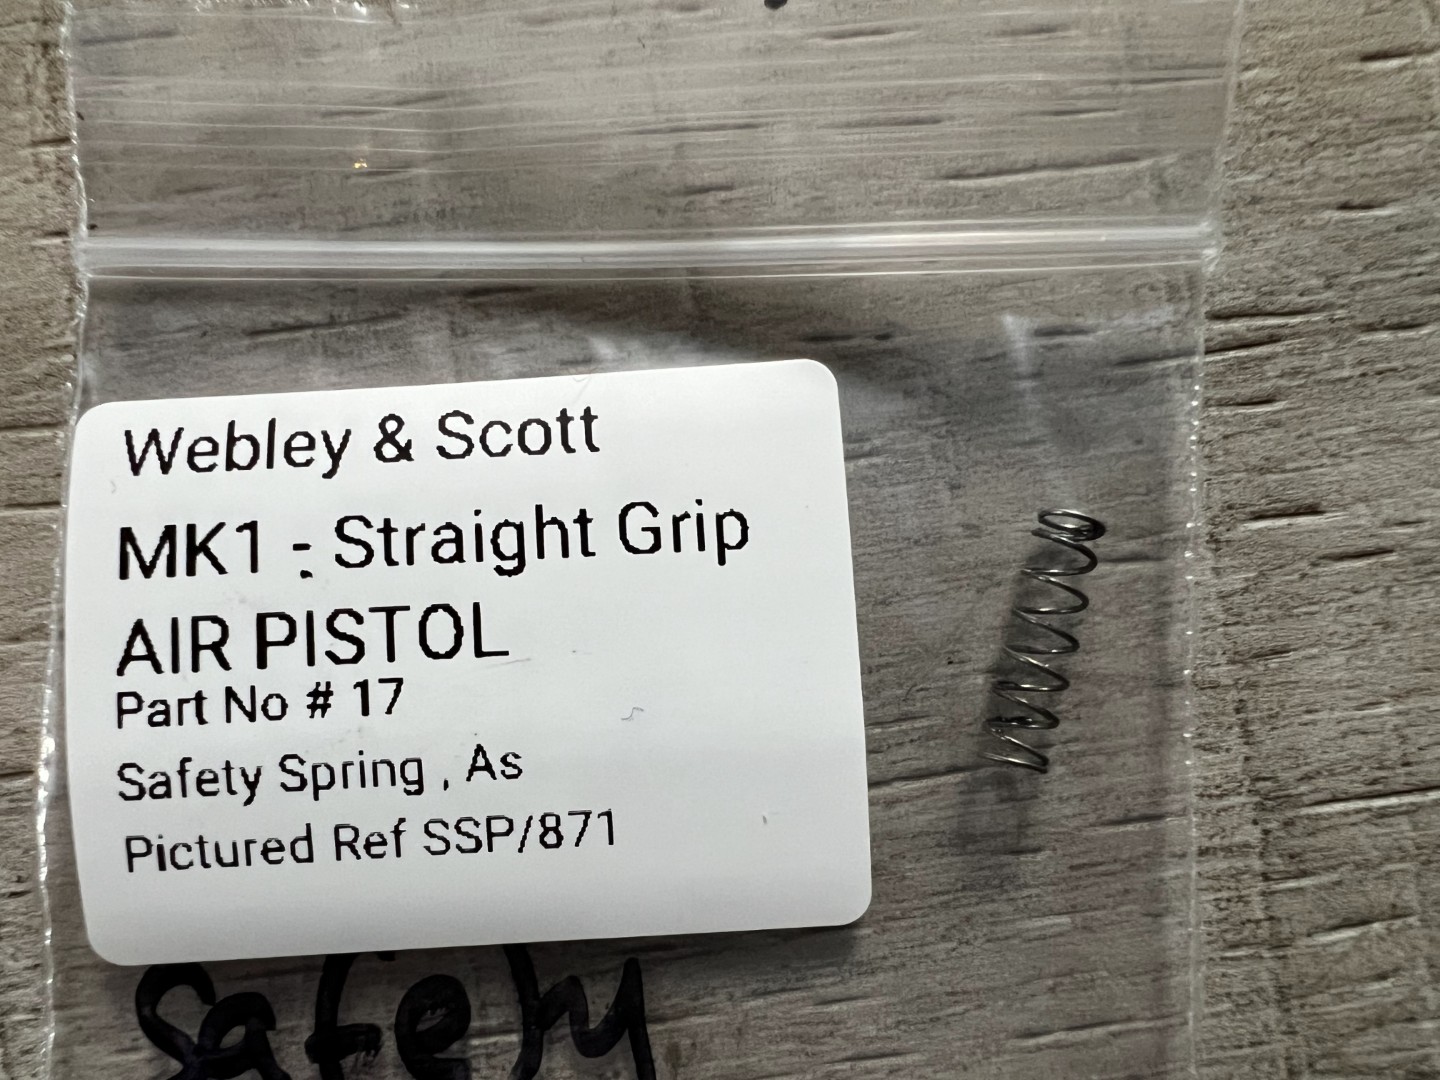 Webley & Scott
MK1 - Straight Grip
AIR PISTOL
Part No # 17
Safety Spring , As
Pictured Ref SSP/871
Safety